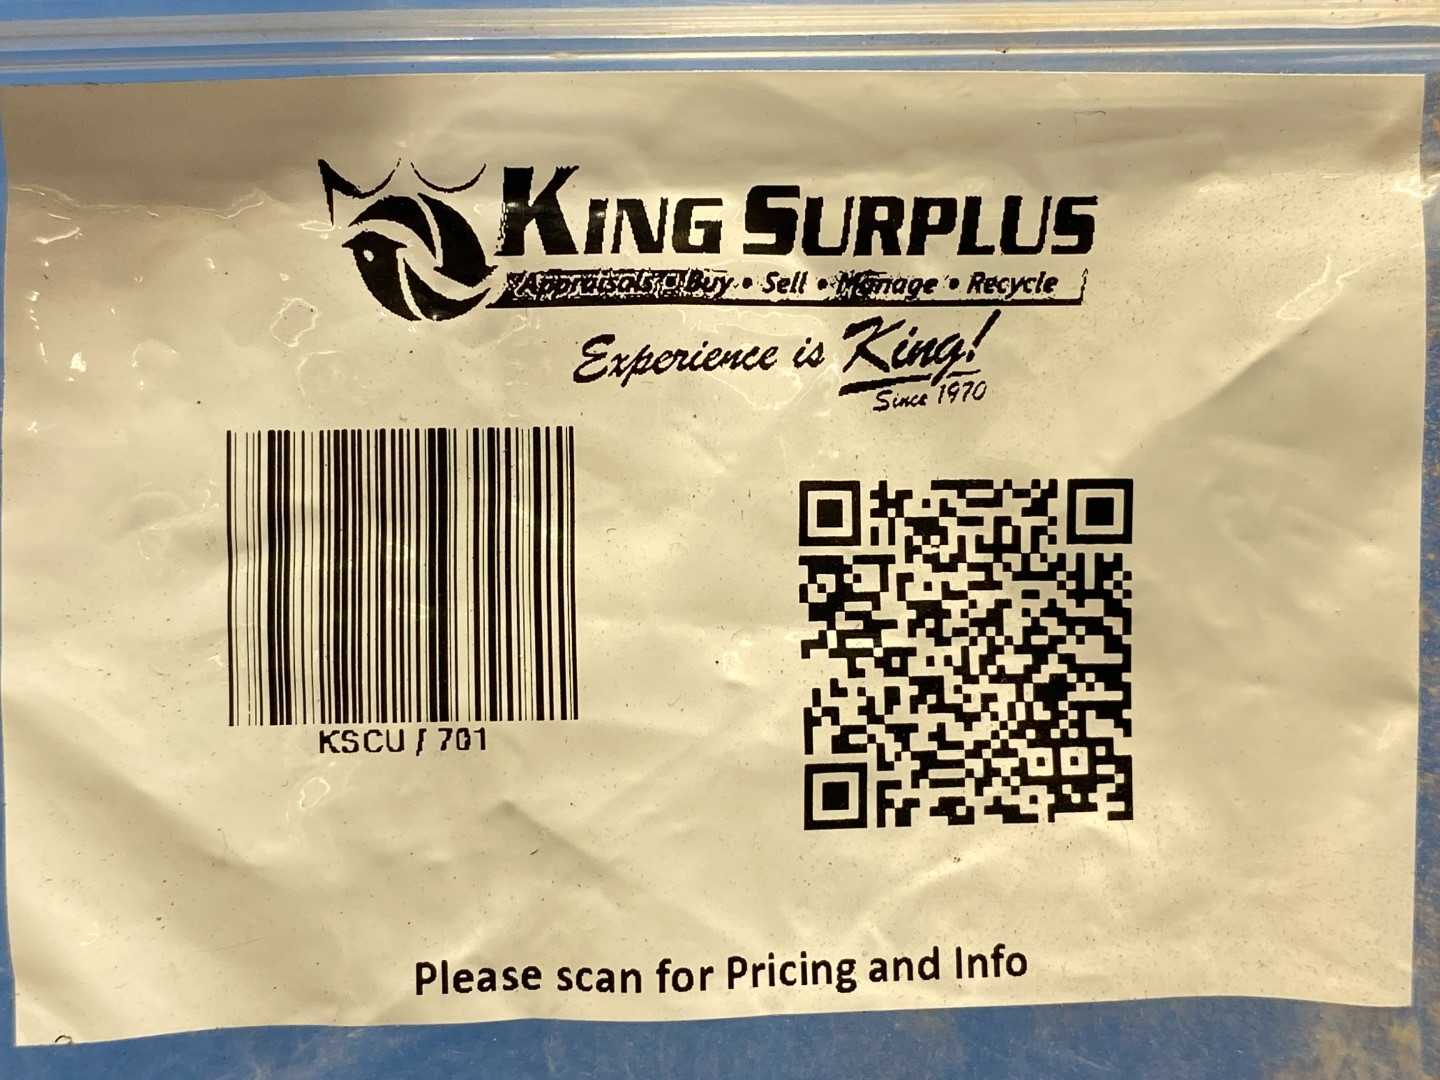 KING SURPLUS
Appraisals • Buy • Sell • Manage • Recycle
Experience is King!
Since 1970
KSCU 701
Please scan for Pricing and Info